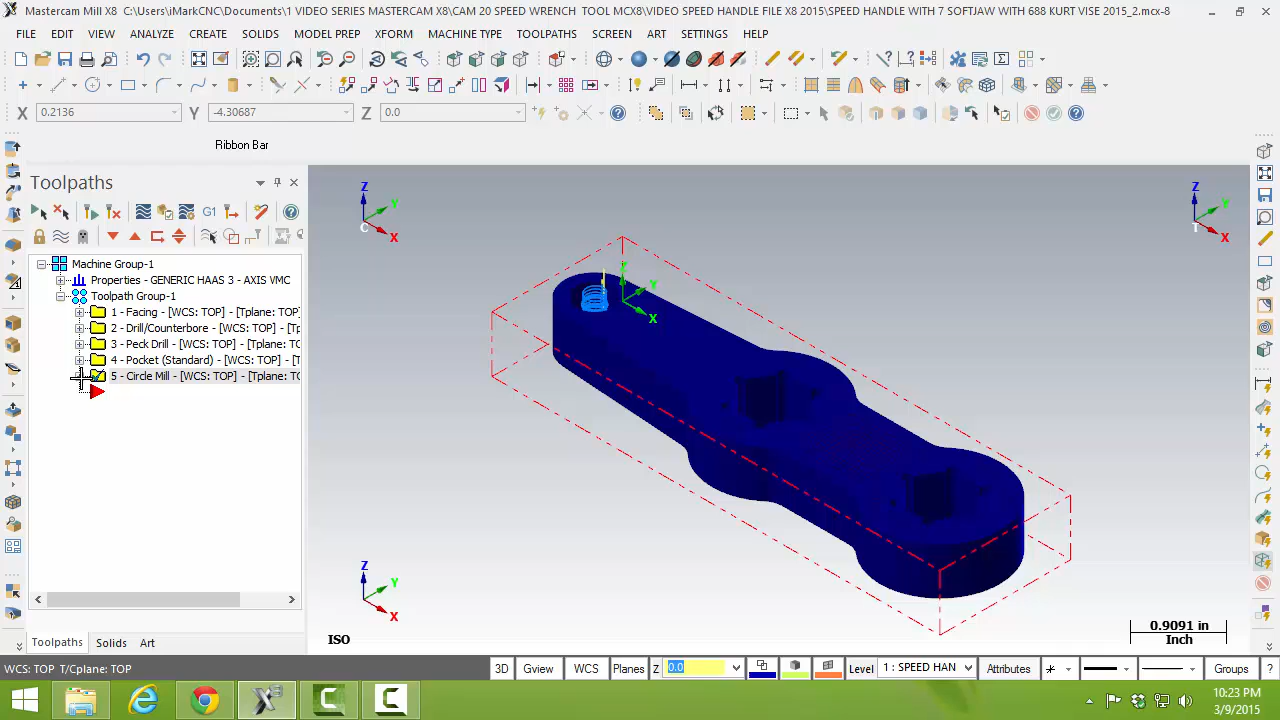 Mastercam Mill X8 C:\Users\iMarkCNC\Documents\1 VIDEO SERIES MASTERCAM X8\CAM 20 SPEED WRENCH TOOL MCX8\VIDEO SPEED HANDLE FILE X8 2015\SPEED HANDLE WITH 7 SOFTJAW WITH 688 KURT VISE 2015_2.mcx-8
FILE EDIT VIEW ANALYZE CREATE SOLIDS MODEL PREP XFORM MACHINE TYPE TOOLPATHS SCREEN ART SETTINGS HELP
X 0.2136 Y -4.30687 Z 0.0
Ribbon Bar
Toolpaths
G1
Machine Group-1
Properties - GENERIC HAAS 3 - AXIS VMC
Toolpath Group-1
1 - Facing - [WCS: TOP] - [Tplane: TOP]
2 - Drill/Counterbore - [WCS: TOP] - [Tp
3 - Peck Drill - [WCS: TOP] - [Tplane: T
4 - Pocket (Standard) - [WCS: TOP] - [T
5 - Circle Mill - [WCS: TOP] - [Tplane: TO
Z Y C X
Z Y T X
Z Y X
Z Y X
ISO
0.9091 in
Inch
Toolpaths Solids Art
WCS: TOP T/Cplane: TOP 3D Gview WCS Planes Z 0.0 Level 1 : SPEED HAN Attributes Groups ?
10:23 PM
3/9/2015